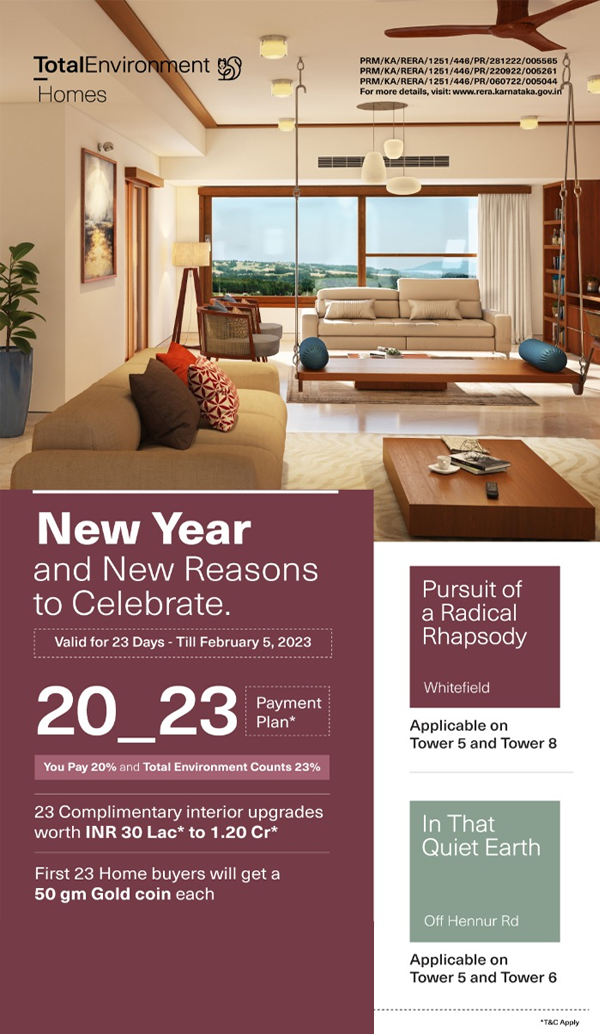 TotalEnvironment
Homes
PRM/KA/RERA/1251/446/PR/281222/005565
PRM/KA/RERA/1251/446/PR/220922/005261
PRM/KA/RERA/1251/446/PR/060722/005044
For more details, visit: www.rera.karnataka.gov.in
New Year
and New Reasons
to Celebrate.
Valid for 23 Days - Till February 5, 2023
20_23
Payment
Plan*
You Pay 20% and Total Environment Counts 23%
23 Complimentary interior upgrades
worth INR 30 Lac* to 1.20 Cr*
First 23 Home buyers will get a
50 gm Gold coin each
Pursuit of
a Radical
Rhapsody
Whitefield
Applicable on
Tower 5 and Tower 8
In That
Quiet Earth
Off Hennur Rd
Applicable on
Tower 5 and Tower 6
*T&C Apply